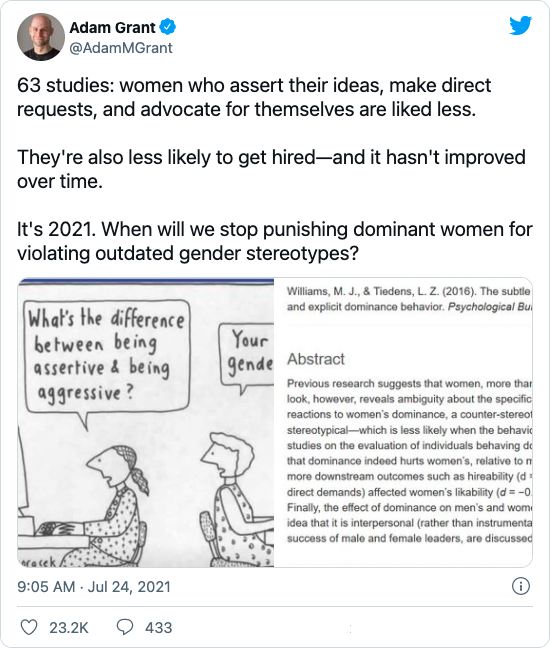 Adam Grant
@AdamMGrant
63 studies: women who assert their ideas, make direct
requests, and advocate for themselves are liked less.
They're also less likely to get hired—and it hasn't improved
over time.
It's 2021. When will we stop punishing dominant women for
violating outdated gender stereotypes?
What's the difference
between being
assertive & being
aggressive?
Your
gende
Williams, M. J., & Tiedens, L. Z. (2016). The subtle
and explicit dominance behavior. Psychological Bu
Abstract
Previous research suggests that women, more than
look, however, reveals ambiguity about the specific
reactions to women's dominance, a counter-stereot
stereotypical—which is less likely when the behavio
studies on the evaluation of individuals behaving do
that dominance indeed hurts women's, relative to m
more downstream outcomes such as hireability (d =
direct demands) affected women's likability (d = −0
Finally, the effect of dominance on men's and wome
idea that it is interpersonal (rather than instrumenta
success of male and female leaders, are discussed
9:05 AM · Jul 24, 2021
23.2K
433